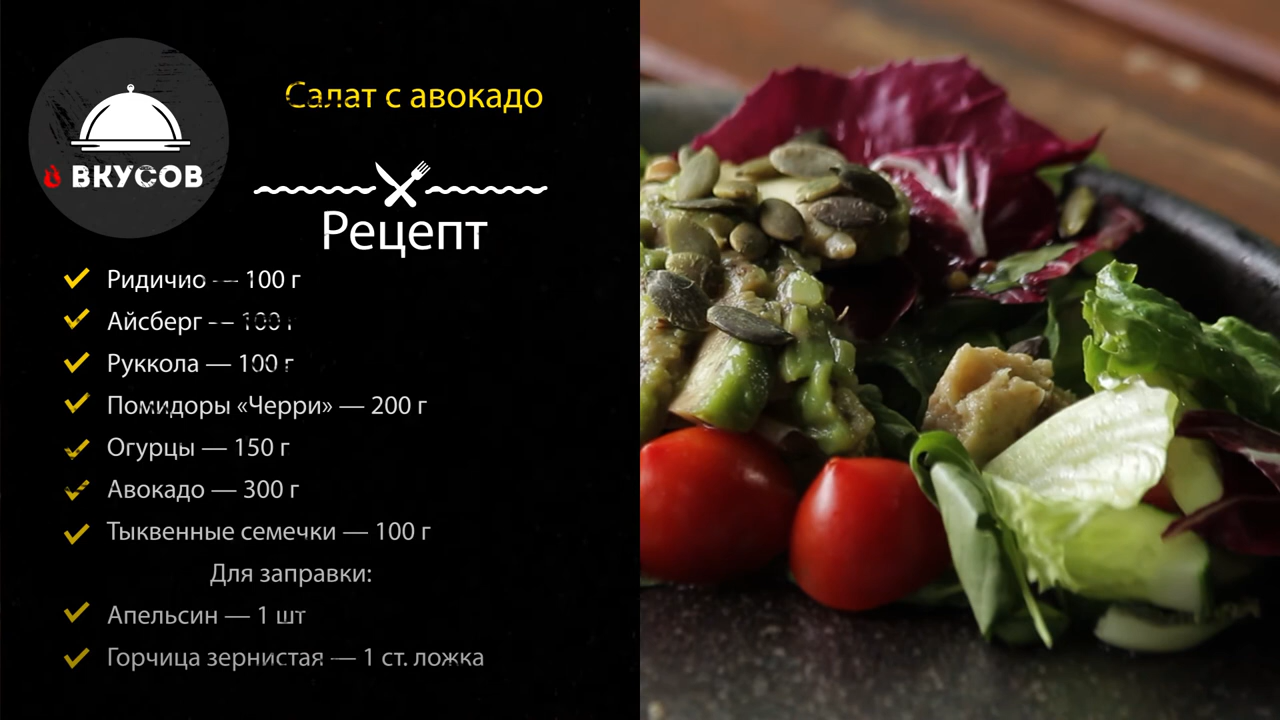 ВКУСОВ
Салат с авокадо
Рецепт
Ридичио — 100 г
Айсберг — 100 г
Руккола — 100 г
Помидоры «Черри» — 200 г
Огурцы — 150 г
Авокадо — 300 г
Тыквенные семечки — 100 г
Для заправки:
Апельсин — 1 шт
Горчица зернистая — 1 ст. ложка